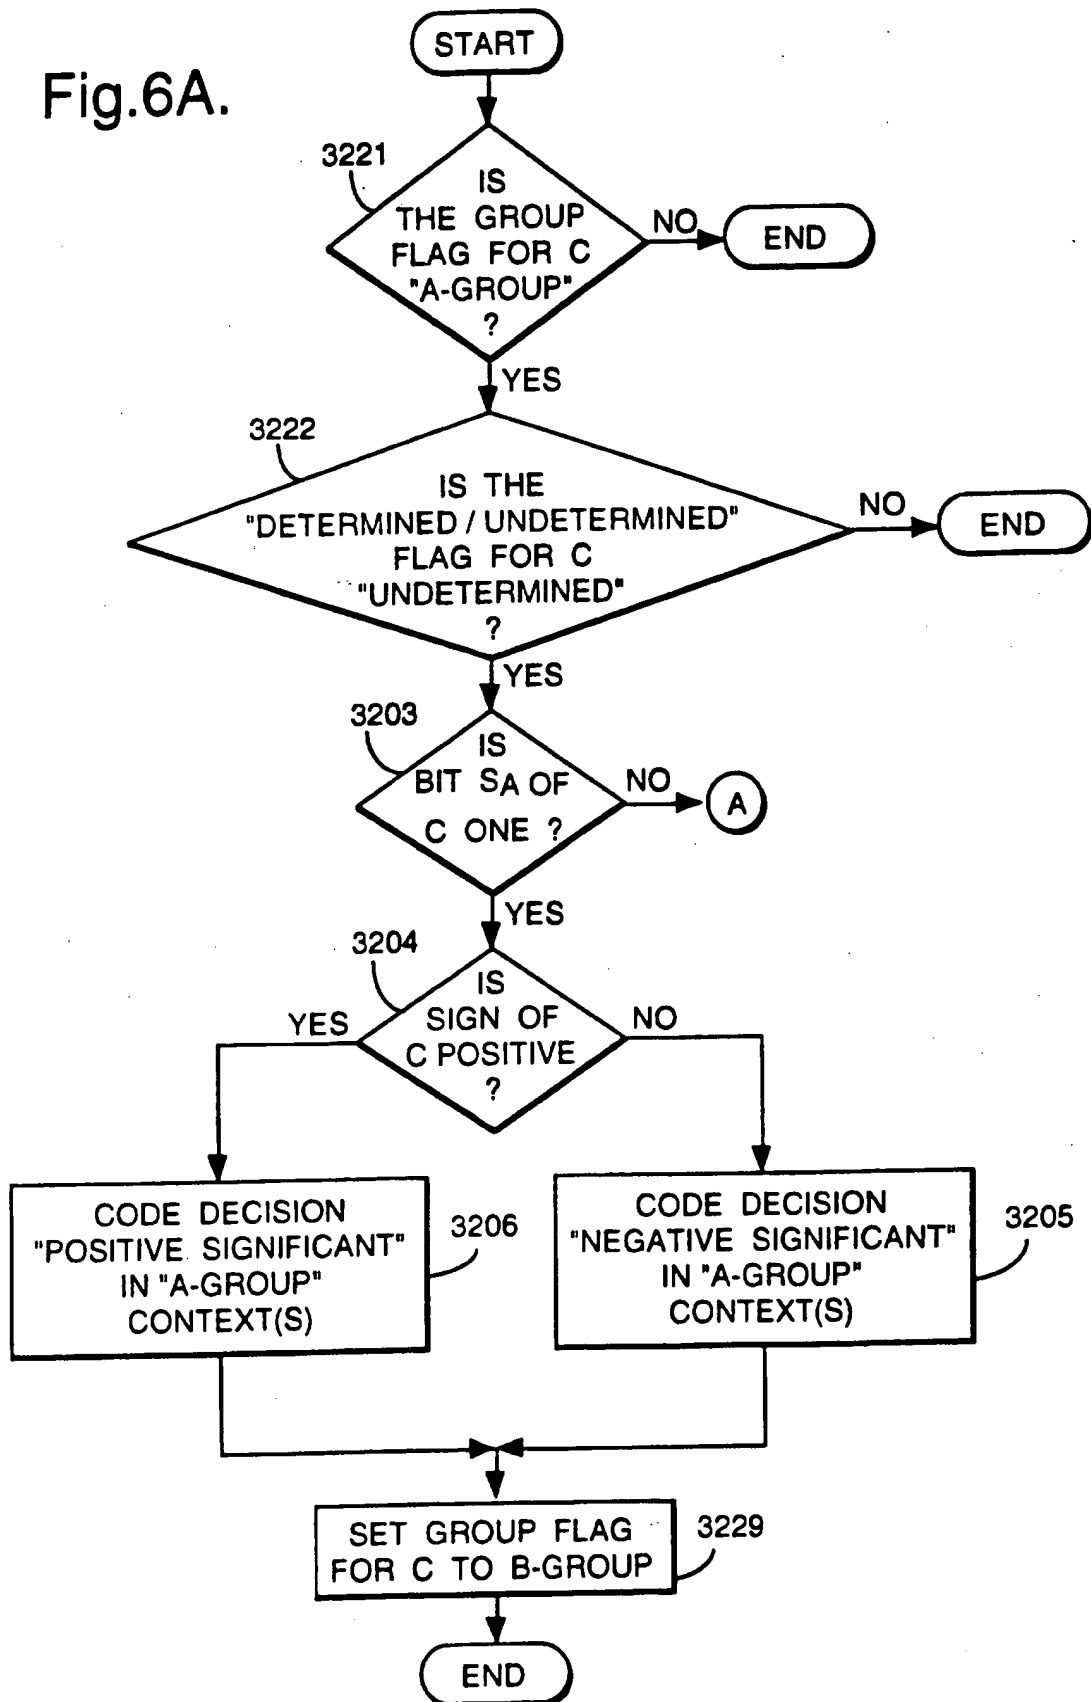 START
Fig.6A.
3221
IS
THE GROUP
FLAG FOR C
"A-GROUP"
?
NO
END
YES
3222
IS THE
"DETERMINED / UNDETERMINED"
FLAG FOR C
"UNDETERMINED"
?
NO
END
YES
3203
IS
BIT SA OF
C ONE ?
NO
A
YES
3204
IS
SIGN OF
C POSITIVE
?
YES
NO
CODE DECISION
"POSITIVE SIGNIFICANT"
IN "A-GROUP"
CONTEXT(S)
3206
CODE DECISION
"NEGATIVE SIGNIFICANT"
IN "A-GROUP"
CONTEXT(S)
3205
SET GROUP FLAG
FOR C TO B-GROUP
3229
END